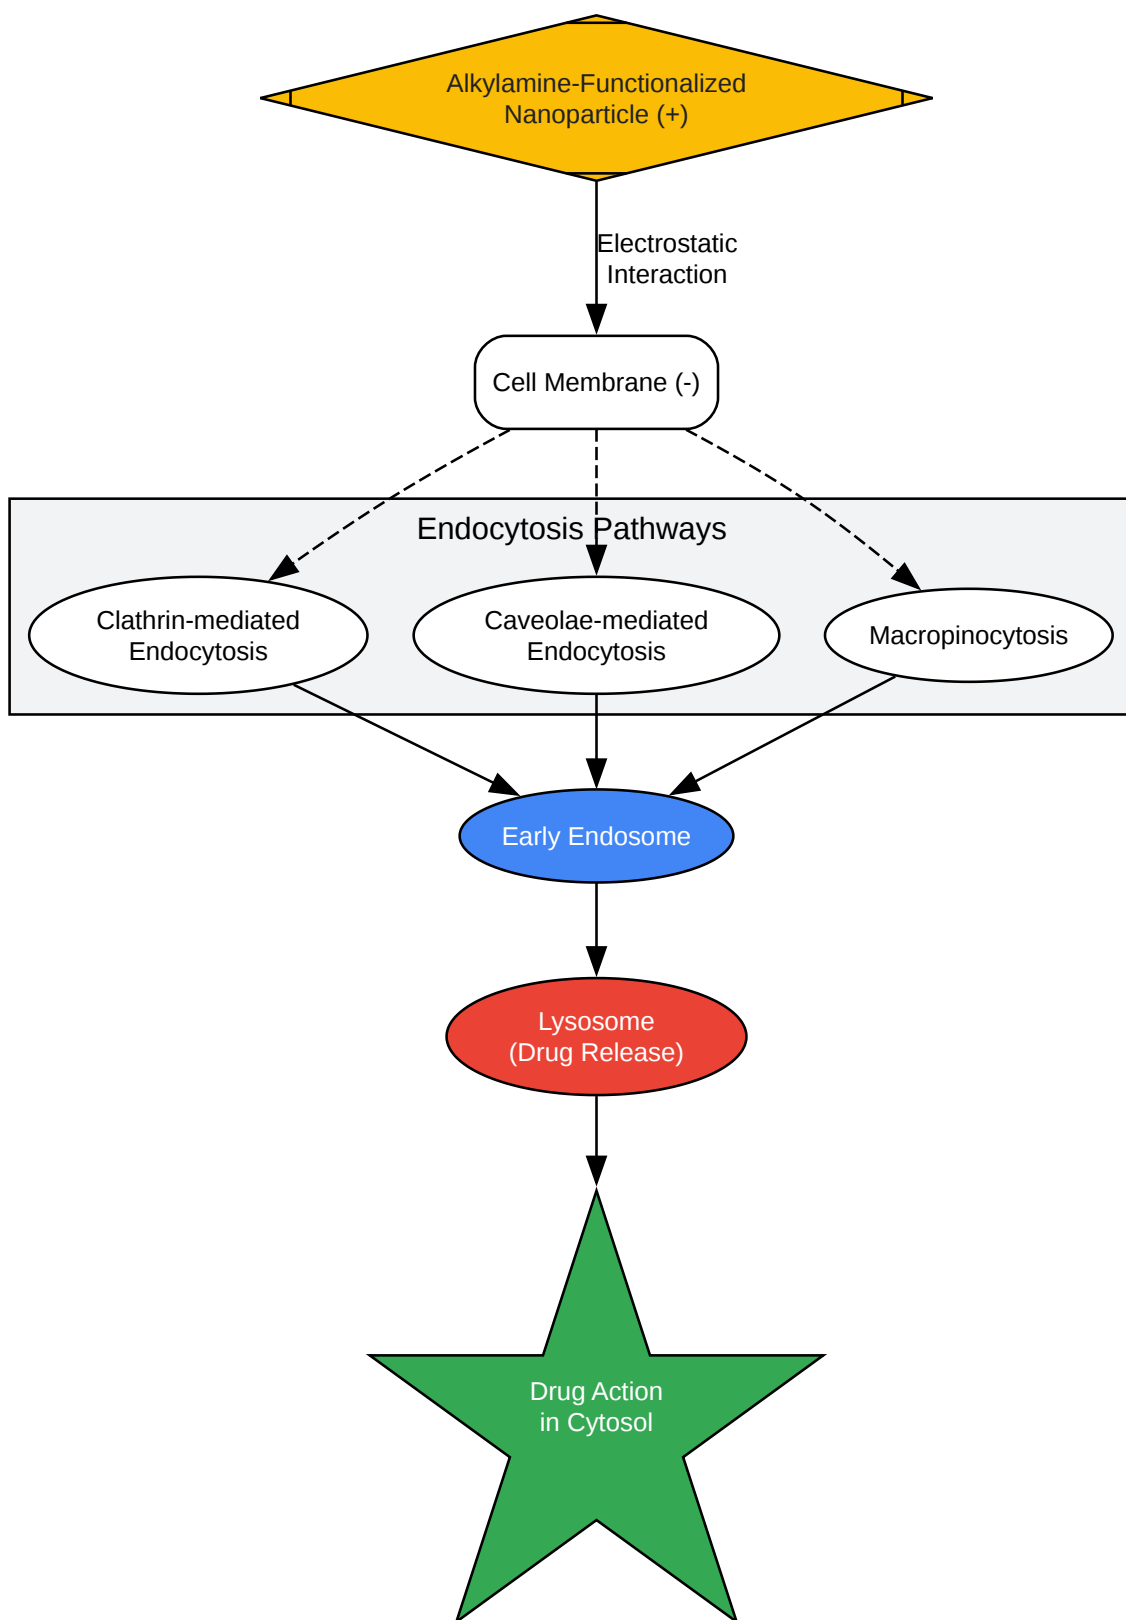 Alkylamine-Functionalized
Nanoparticle (+)
Electrostatic
Interaction
Cell Membrane (-)
Endocytosis Pathways
Clathrin-mediated
Endocytosis
Caveolae-mediated
Endocytosis
Macropinocytosis
Early Endosome
Lysosome
(Drug Release)
Drug Action
in Cytosol